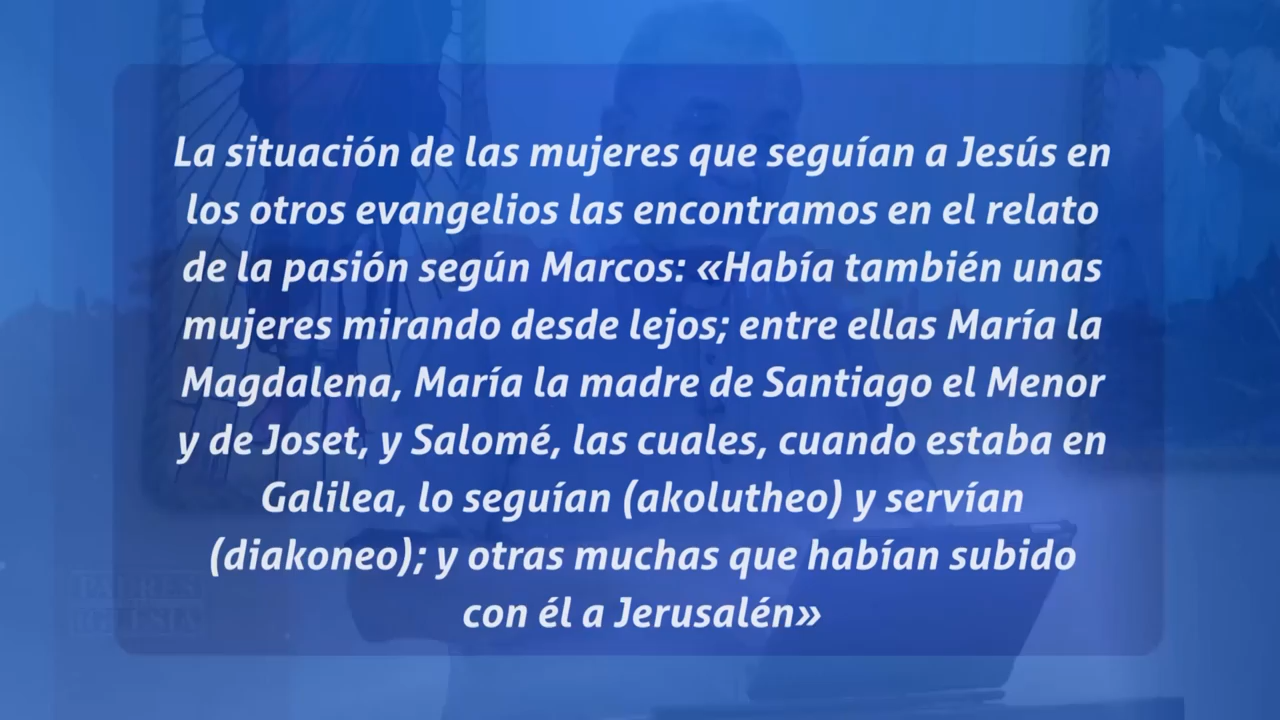 La situación de las mujeres que seguían a Jesús en
los otros evangelios las encontramos en el relato
de la pasión según Marcos: «Había también unas
mujeres mirando desde lejos; entre ellas María la
Magdalena, María la madre de Santiago el Menor
y de Joset, y Salomé, las cuales, cuando estaba en
Galilea, lo seguían (akolutheo) y servían
(diakoneo); y otras muchas que habían subido
con él a Jerusalén»
PADRES
IGLESIA